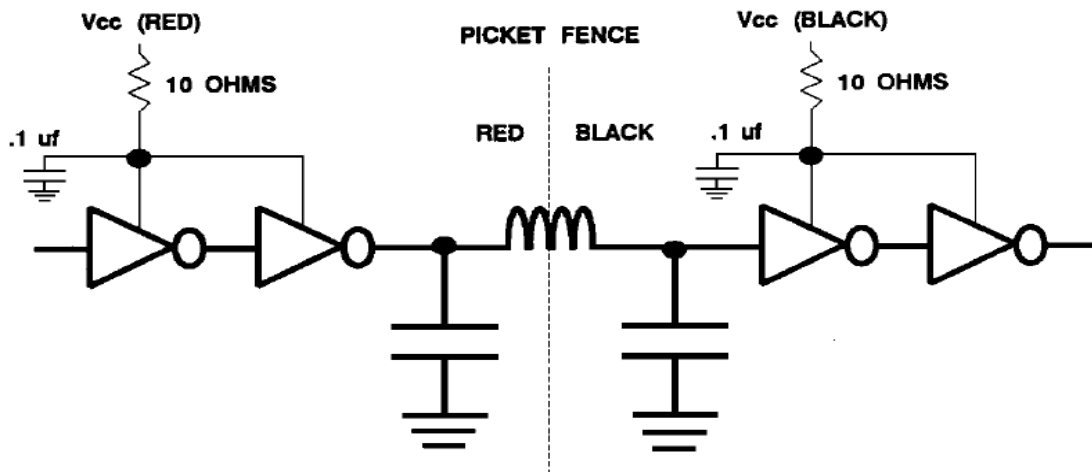 Vcc (RED)
10 OHMS
.1 uf
PICKET FENCE
RED
BLACK
Vcc (BLACK)
10 OHMS
.1 uf